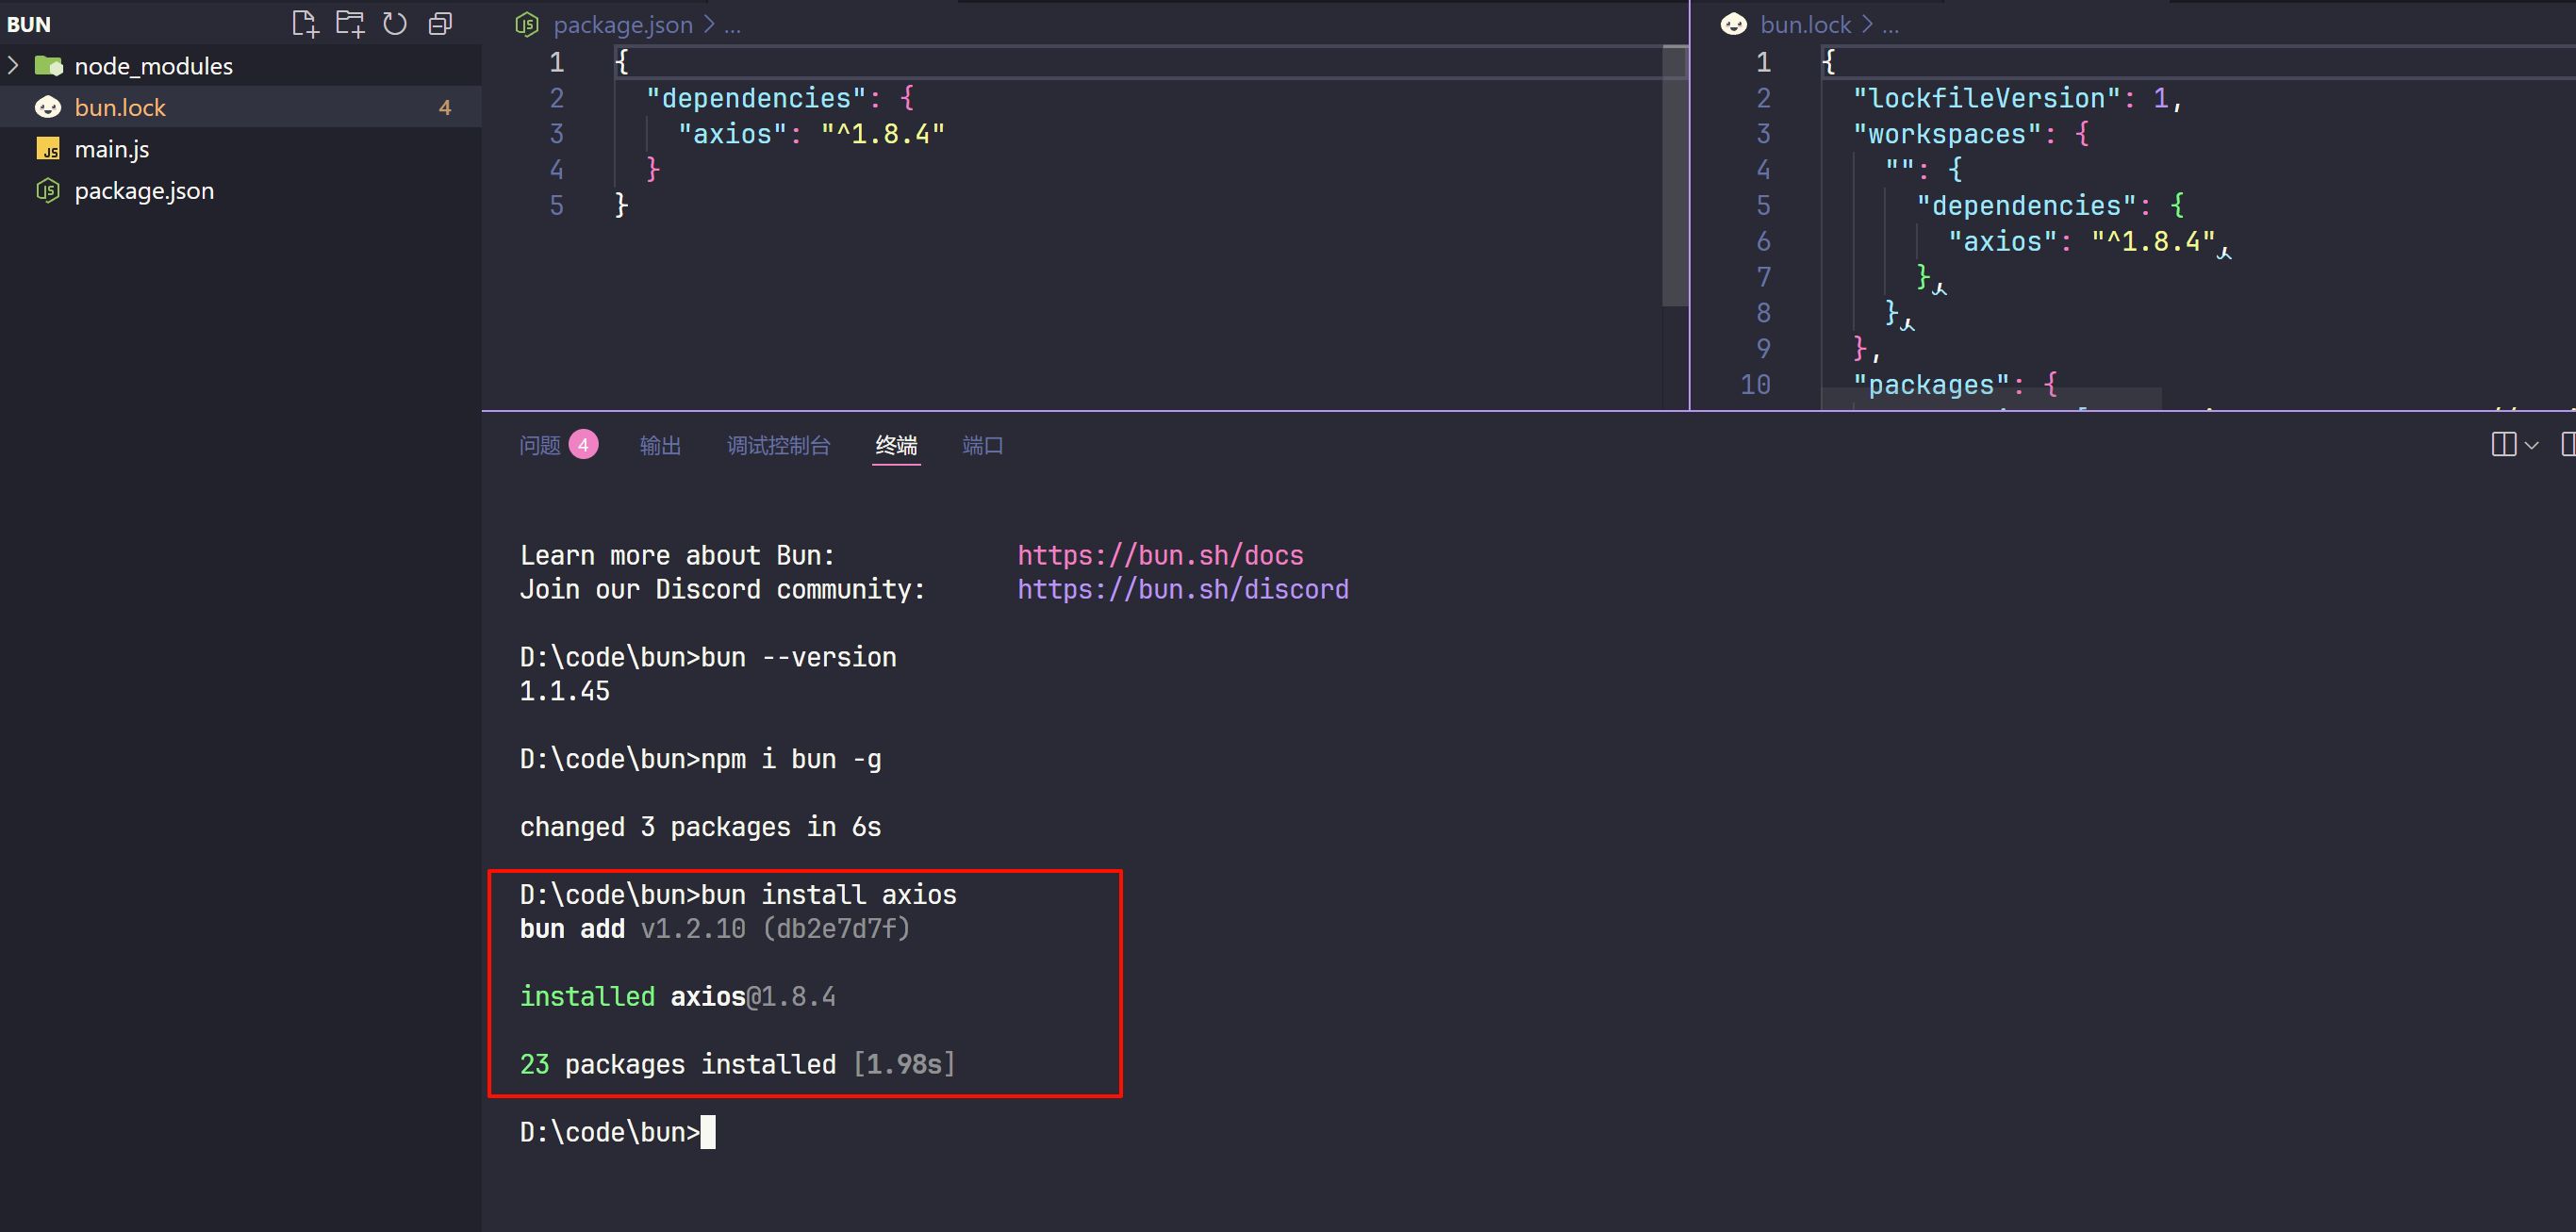 BUN
node_modules
bun.lock 4
main.js
package.json
package.json > ...
1 {
2 "dependencies": {
3 "axios": "^1.8.4"
4 }
5 }
bun.lock > ...
1 {
2 "lockfileVersion": 1,
3 "workspaces": {
4 "": {
5 "dependencies": {
6 "axios": "^1.8.4",
7 },
8 },
9 },
10 "packages": {
问题 4 输出 调试控制台 终端 端口
Learn more about Bun: https://bun.sh/docs
Join our Discord community: https://bun.sh/discord
D:\code\bun>bun --version
1.1.45
D:\code\bun>npm i bun -g
changed 3 packages in 6s
D:\code\bun>bun install axios
bun add v1.2.10 (db2e7d7f)
installed axios@1.8.4
23 packages installed [1.98s]
D:\code\bun>